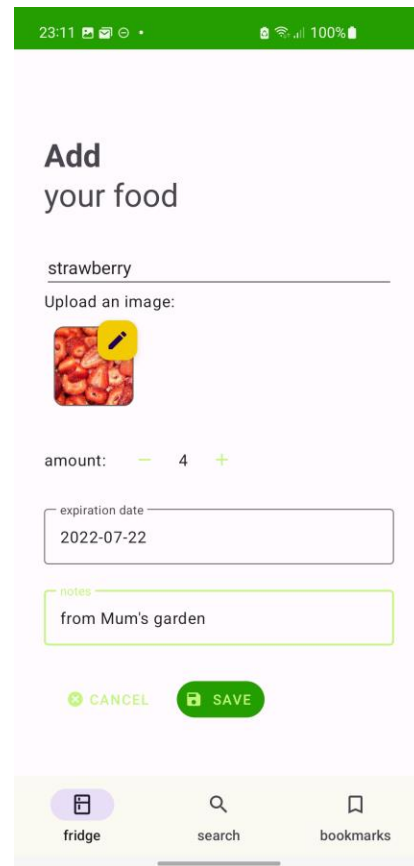 23:11 100%
Add
your food
strawberry
Upload an image:
amount: − 4 +
expiration date
2022-07-22
notes
from Mum's garden
CANCEL SAVE
fridge search bookmarks